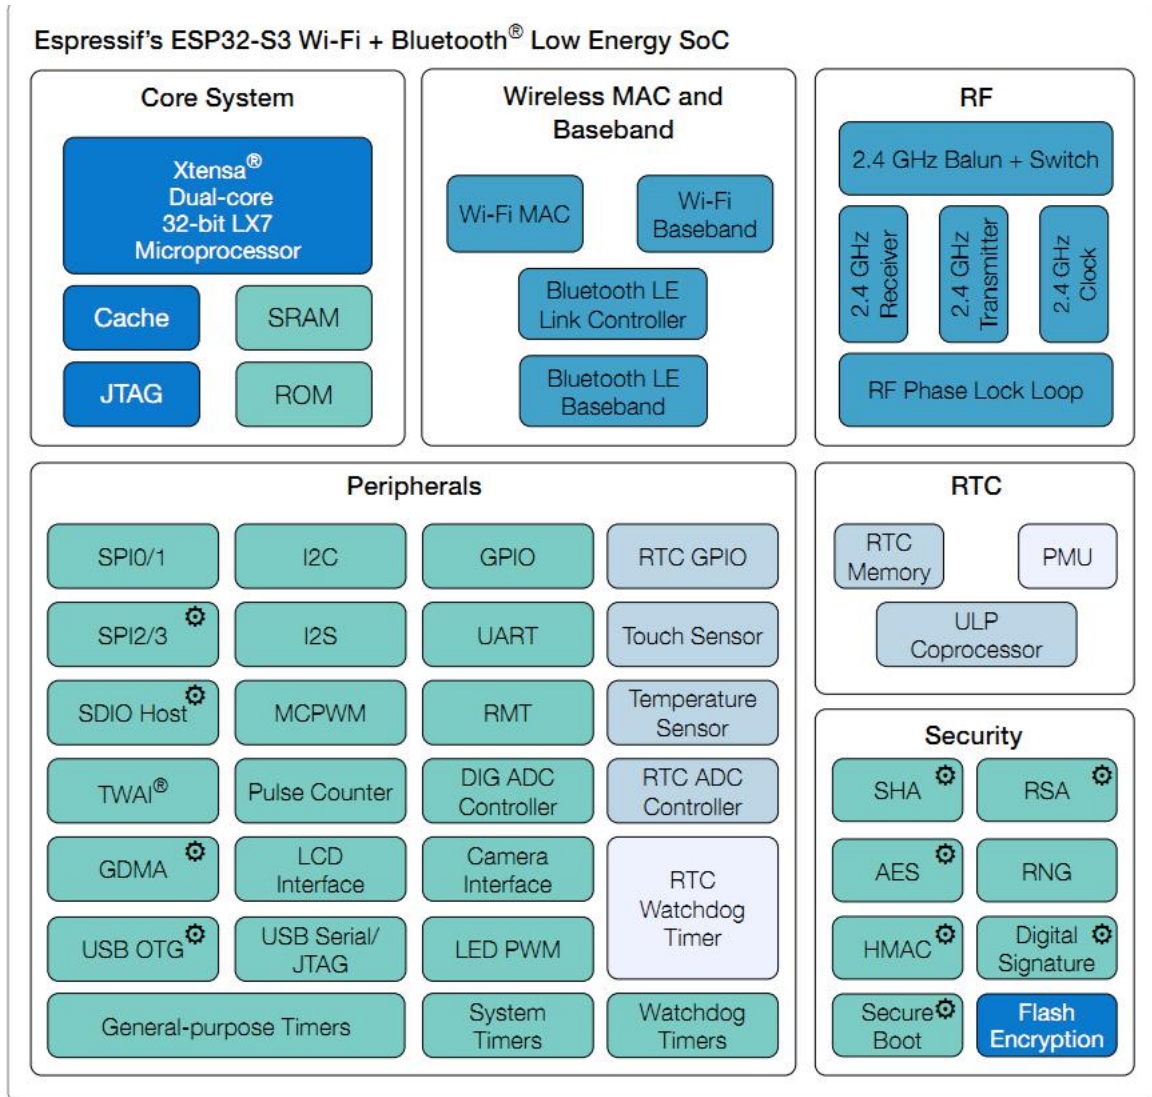 Espressif's ESP32-S3 Wi-Fi + Bluetooth® Low Energy SoC
Core System
Xtensa®
Dual-core
32-bit LX7
Microprocessor
Cache
SRAM
JTAG
ROM
Wireless MAC and
Baseband
Wi-Fi MAC
Wi-Fi
Baseband
Bluetooth LE
Link Controller
Bluetooth LE
Baseband
RF
2.4 GHz Balun + Switch
2.4 GHz
Receiver
2.4 GHz
Transmitter
2.4 GHz
Clock
RF Phase Lock Loop
Peripherals
SPI0/1
I2C
GPIO
RTC GPIO
SPI2/3
I2S
UART
Touch Sensor
SDIO Host
MCPWM
RMT
Temperature
Sensor
TWAI®
Pulse Counter
DIG ADC
Controller
RTC ADC
Controller
GDMA
LCD
Interface
Camera
Interface
RTC
Watchdog
Timer
USB OTG
USB Serial/
JTAG
LED PWM
General-purpose Timers
System
Timers
Watchdog
Timers
RTC
RTC
Memory
PMU
ULP
Coprocessor
Security
SHA
RSA
AES
RNG
HMAC
Digital
Signature
Secure
Boot
Flash
Encryption